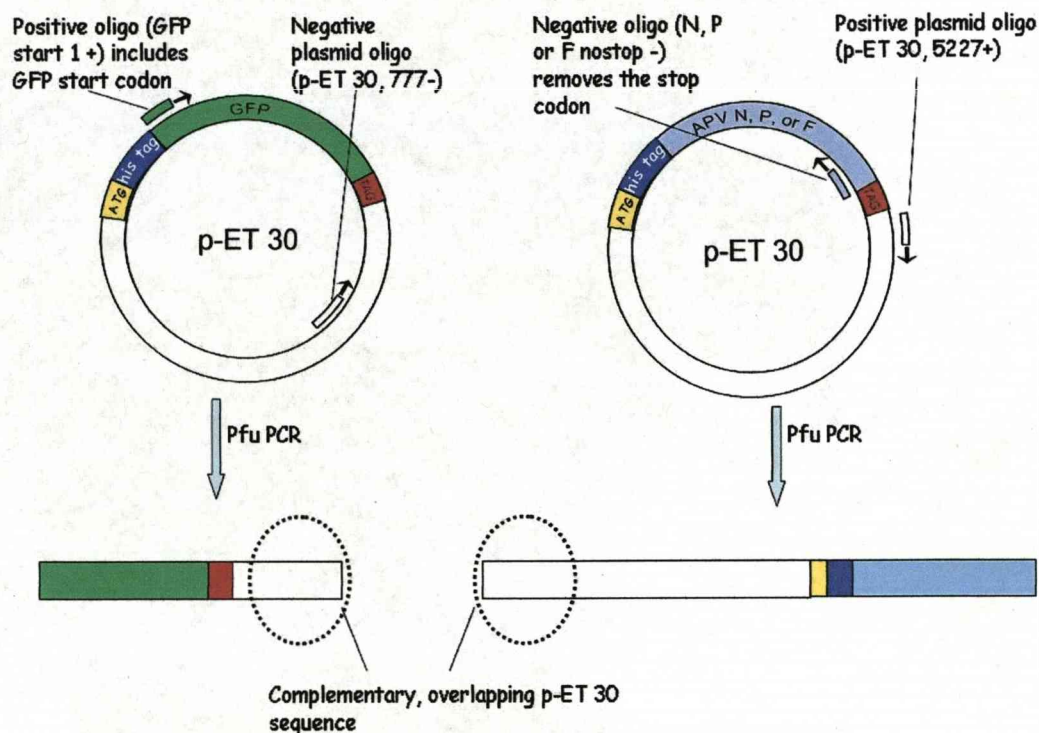 Positive oligo (GFP
start 1 +) includes
GFP start codon
Negative
plasmid oligo
(p-ET 30, 777-)
Negative oligo (N, P
or F nostop -)
removes the stop
codon
Positive plasmid oligo
(p-ET 30, 5227+)
GFP
his tag
ATG
TAG
p-ET 30
APV N, P, or F
his tag
ATG
TAG
p-ET 30
Pfu PCR
Pfu PCR
Complementary, overlapping p-ET 30
sequence